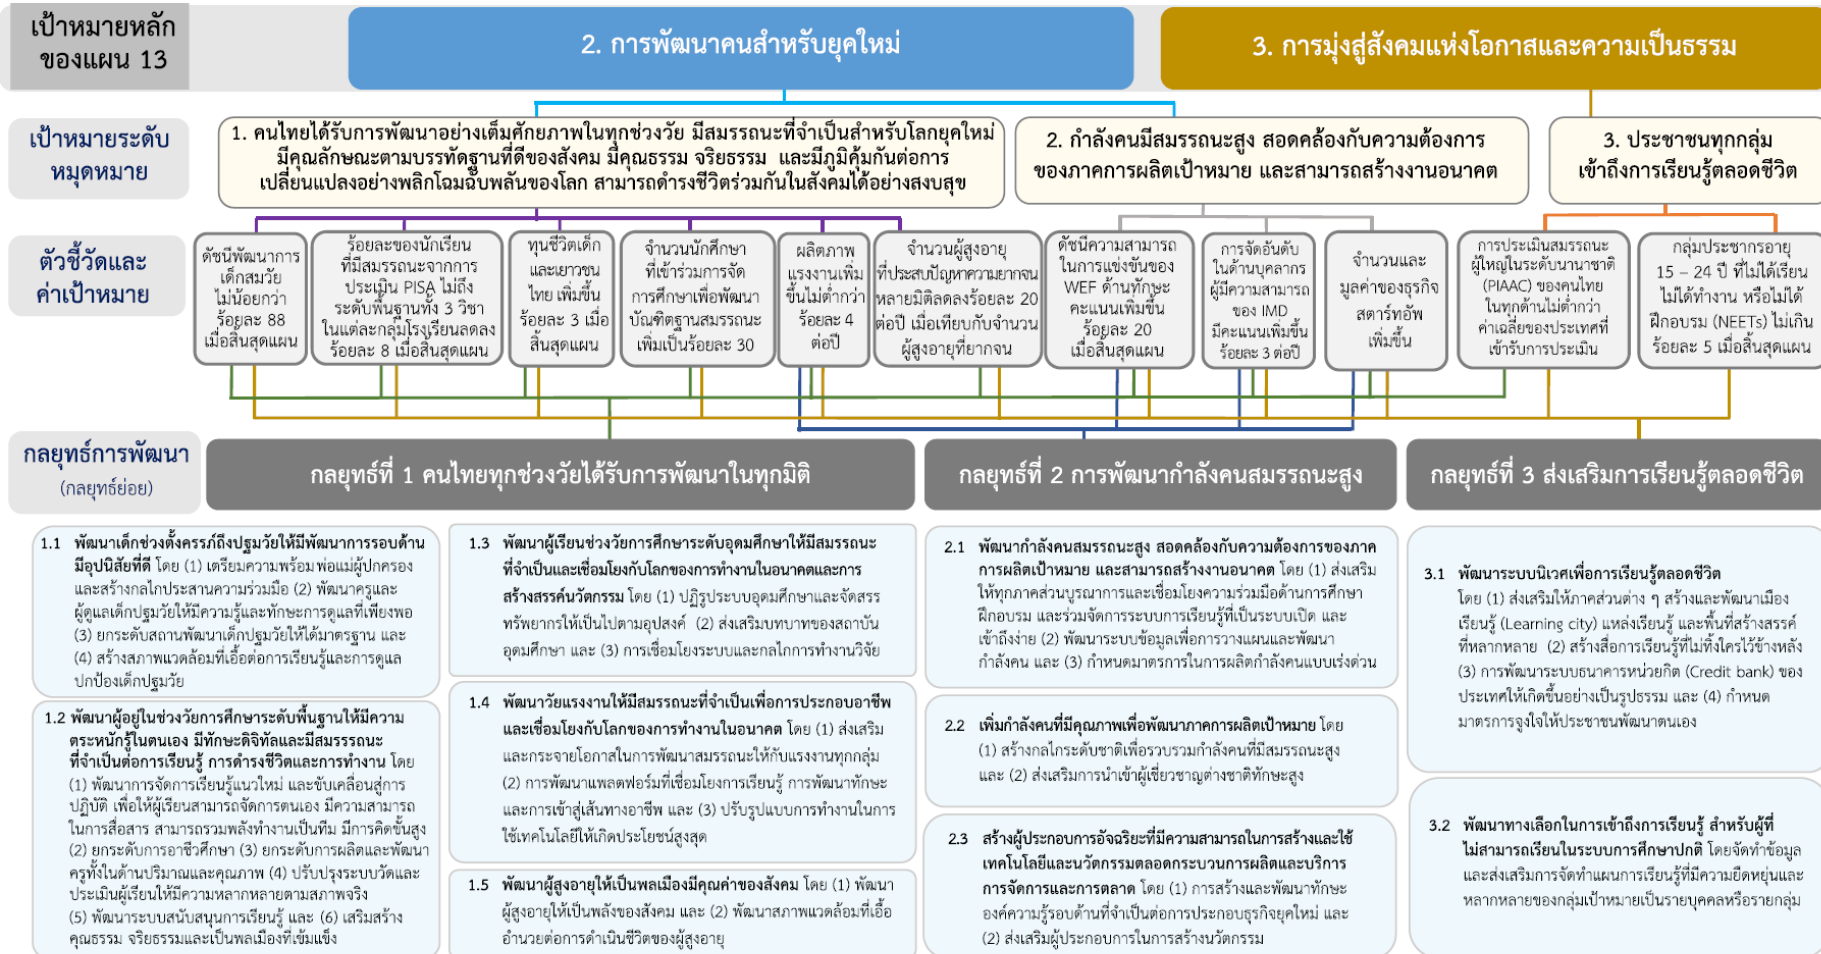 เป้าหมายหลัก
ของแผน 13
2. การพัฒนาคนสำหรับยุคใหม่
3. การมุ่งสู่สังคมแห่งโอกาสและความเป็นธรรม
เป้าหมายระดับ
หมุดหมาย
1. คนไทยได้รับการพัฒนาอย่างเต็มศักยภาพในทุกช่วงวัย มีสมรรถนะที่จำเป็นสำหรับโลกยุคใหม่
มีคุณลักษณะตามบรรทัดฐานที่ดีของสังคม มีคุณธรรม จริยธรรม และมีภูมิคุ้มกันต่อการ
เปลี่ยนแปลงอย่างพลิกโฉมฉับพลันของโลก สามารถดำรงชีวิตร่วมกันในสังคมได้อย่างสงบสุข
2. กำลังคนมีสมรรถนะสูง สอดคล้องกับความต้องการ
ของภาคการผลิตเป้าหมาย และสามารถสร้างงานอนาคต
3. ประชาชนทุกกลุ่ม
เข้าถึงการเรียนรู้ตลอดชีวิต
ตัวชี้วัดและ
ค่าเป้าหมาย
ดัชนีพัฒนาการ
เด็กสมวัย
ไม่น้อยกว่า
ร้อยละ 88
เมื่อสิ้นสุดแผน
ร้อยละของนักเรียน
ที่มีสมรรถนะจากการ
ประเมิน PISA ไม่ถึง
ระดับพื้นฐานทั้ง 3 วิชา
ในแต่ละกลุ่มโรงเรียนลดลง
ร้อยละ 8 เมื่อสิ้นสุดแผน
ทุนชีวิตเด็ก
และเยาวชน
ไทย เพิ่มขึ้น
ร้อยละ 3 เมื่อ
สิ้นสุดแผน
จำนวนนักศึกษา
ที่เข้าร่วมการจัด
การศึกษาเพื่อพัฒนา
บัณฑิตฐานสมรรถนะ
เพิ่มเป็นร้อยละ 30
ผลิตภาพ
แรงงานเพิ่ม
ขึ้นไม่ต่ำกว่า
ร้อยละ 4
ต่อปี
จำนวนผู้สูงอายุ
ที่ประสบปัญหาความยากจน
หลายมิติลดลงร้อยละ 20
ต่อปี เมื่อเทียบกับจำนวน
ผู้สูงอายุที่ยากจน
ดัชนีความสามารถ
ในการแข่งขันของ
WEF ด้านทักษะ
คะแนนเพิ่มขึ้น
ร้อยละ 20
เมื่อสิ้นสุดแผน
การจัดอันดับ
ในด้านบุคลากร
ผู้มีความสามารถ
ของ IMD
มีคะแนนเพิ่มขึ้น
ร้อยละ 3 ต่อปี
จำนวนและ
มูลค่าของธุรกิจ
สตาร์ทอัพ
เพิ่มขึ้น
การประเมินสมรรถนะ
ผู้ใหญ่ในระดับนานาชาติ
(PIAAC) ของคนไทย
ในทุกด้านไม่ต่ำกว่า
ค่าเฉลี่ยของประเทศที่
เข้ารับการประเมิน
กลุ่มประชากรอายุ
15 – 24 ปี ที่ไม่ได้เรียน
ไม่ได้ทำงาน หรือไม่ได้
ฝึกอบรม (NEETs) ไม่เกิน
ร้อยละ 5 เมื่อสิ้นสุดแผน
กลยุทธ์การพัฒนา
(กลยุทธ์ย่อย)
กลยุทธ์ที่ 1 คนไทยทุกช่วงวัยได้รับการพัฒนาในทุกมิติ
กลยุทธ์ที่ 2 การพัฒนากำลังคนสมรรถนะสูง
กลยุทธ์ที่ 3 ส่งเสริมการเรียนรู้ตลอดชีวิต
1.1 พัฒนาเด็กช่วงตั้งครรภ์ถึงปฐมวัยให้มีพัฒนาการรอบด้าน
มีอุปนิสัยที่ดี โดย (1) เตรียมความพร้อมพ่อแม่ผู้ปกครอง
และสร้างกลไกประสานความร่วมมือ (2) พัฒนาครูและ
ผู้ดูแลเด็กปฐมวัยให้มีความรู้และทักษะการดูแลที่เพียงพอ
(3) ยกระดับสถานพัฒนาเด็กปฐมวัยให้ได้มาตรฐาน และ
(4) สร้างสภาพแวดล้อมที่เอื้อต่อการเรียนรู้และการดูแล
ปกป้องเด็กปฐมวัย
1.2 พัฒนาผู้อยู่ในช่วงวัยการศึกษาระดับพื้นฐานให้มีความ
ตระหนักรู้ในตนเอง มีทักษะดิจิทัลและมีสมรรรถนะ
ที่จำเป็นต่อการเรียนรู้ การดำรงชีวิตและการทำงาน โดย
(1) พัฒนาการจัดการเรียนรู้แนวใหม่ และขับเคลื่อนสู่การ
ปฏิบัติ เพื่อให้ผู้เรียนสามารถจัดการตนเอง มีความสามารถ
ในการสื่อสาร สามารถรวมพลังทำงานเป็นทีม มีการคิดขั้นสูง
(2) ยกระดับการอาชีวศึกษา (3) ยกระดับการผลิตและพัฒนา
ครูทั้งในด้านปริมาณและคุณภาพ (4) ปรับปรุงระบบวัดและ
ประเมินผู้เรียนให้มีความหลากหลายตามสภาพจริง
(5) พัฒนาระบบสนับสนุนการเรียนรู้ และ (6) เสริมสร้าง
คุณธรรม จริยธรรมและเป็นพลเมืองที่เข้มแข็ง
1.3 พัฒนาผู้เรียนช่วงวัยการศึกษาระดับอุดมศึกษาให้มีสมรรถนะ
ที่จำเป็นและเชื่อมโยงกับโลกของการทำงานในอนาคตและการ
สร้างสรรค์นวัตกรรม โดย (1) ปฏิรูประบบอุดมศึกษาและจัดสรร
ทรัพยากรให้เป็นไปตามอุปสงค์ (2) ส่งเสริมบทบาทของสถาบัน
อุดมศึกษา และ (3) การเชื่อมโยงระบบและกลไกการทำงานวิจัย
1.4 พัฒนาวัยแรงงานให้มีสมรรถนะที่จำเป็นเพื่อการประกอบอาชีพ
และเชื่อมโยงกับโลกของการทำงานในอนาคต โดย (1) ส่งเสริม
และกระจายโอกาสในการพัฒนาสมรรถนะให้กับแรงงานทุกกลุ่ม
(2) การพัฒนาแพลตฟอร์มที่เชื่อมโยงการเรียนรู้ การพัฒนาทักษะ
และการเข้าสู่เส้นทางอาชีพ และ (3) ปรับรูปแบบการทำงานในการ
ใช้เทคโนโลยีให้เกิดประโยชน์สูงสุด
1.5 พัฒนาผู้สูงอายุให้เป็นพลเมืองมีคุณค่าของสังคม โดย (1) พัฒนา
ผู้สูงอายุให้เป็นพลังของสังคม และ (2) พัฒนาสภาพแวดล้อมที่เอื้อ
อำนวยต่อการดำเนินชีวิตของผู้สูงอายุ
2.1 พัฒนากำลังคนสมรรถนะสูง สอดคล้องกับความต้องการของภาค
การผลิตเป้าหมาย และสามารถสร้างงานอนาคต โดย (1) ส่งเสริม
ให้ทุกภาคส่วนบูรณาการและเชื่อมโยงความร่วมมือด้านการศึกษา
ฝึกอบรม และร่วมจัดการระบบการเรียนรู้ที่เป็นระบบเปิด และ
เข้าถึงง่าย (2) พัฒนาระบบข้อมูลเพื่อการวางแผนและพัฒนา
กำลังคน และ (3) กำหนดมาตรการในการผลิตกำลังคนแบบเร่งด่วน
2.2 เพิ่มกำลังคนที่มีคุณภาพเพื่อพัฒนาภาคการผลิตเป้าหมาย โดย
(1) สร้างกลไกระดับชาติเพื่อรวบรวมกำลังคนที่มีสมรรถนะสูง
และ (2) ส่งเสริมการนำเข้าผู้เชี่ยวชาญต่างชาติทักษะสูง
2.3 สร้างผู้ประกอบการอัจฉริยะที่มีความสามารถในการสร้างและใช้
เทคโนโลยีและนวัตกรรมตลอดกระบวนการผลิตและบริการ
การจัดการและการตลาด โดย (1) การสร้างและพัฒนาทักษะ
องค์ความรู้รอบด้านที่จำเป็นต่อการประกอบธุรกิจยุคใหม่ และ
(2) ส่งเสริมผู้ประกอบการในการสร้างนวัตกรรม
3.1 พัฒนาระบบนิเวศเพื่อการเรียนรู้ตลอดชีวิต
โดย (1) ส่งเสริมให้ภาคส่วนต่าง ๆ สร้างและพัฒนาเมือง
เรียนรู้ (Learning city) แหล่งเรียนรู้ และพื้นที่สร้างสรรค์
ที่หลากหลาย (2) สร้างสื่อการเรียนรู้ที่ไม่ทิ้งใครไว้ข้างหลัง
(3) การพัฒนาระบบธนาคารหน่วยกิต (Credit bank) ของ
ประเทศให้เกิดขึ้นอย่างเป็นรูปธรรม และ (4) กำหนด
มาตรการจูงใจให้ประชาชนพัฒนาตนเอง
3.2 พัฒนาทางเลือกในการเข้าถึงการเรียนรู้ สำหรับผู้ที่
ไม่สามารถเรียนในระบบการศึกษาปกติ โดยจัดทำข้อมูล
และส่งเสริมการจัดทำแผนการเรียนรู้ที่มีความยืดหยุ่นและ
หลากหลายของกลุ่มเป้าหมายเป็นรายบุคคลหรือรายกลุ่ม